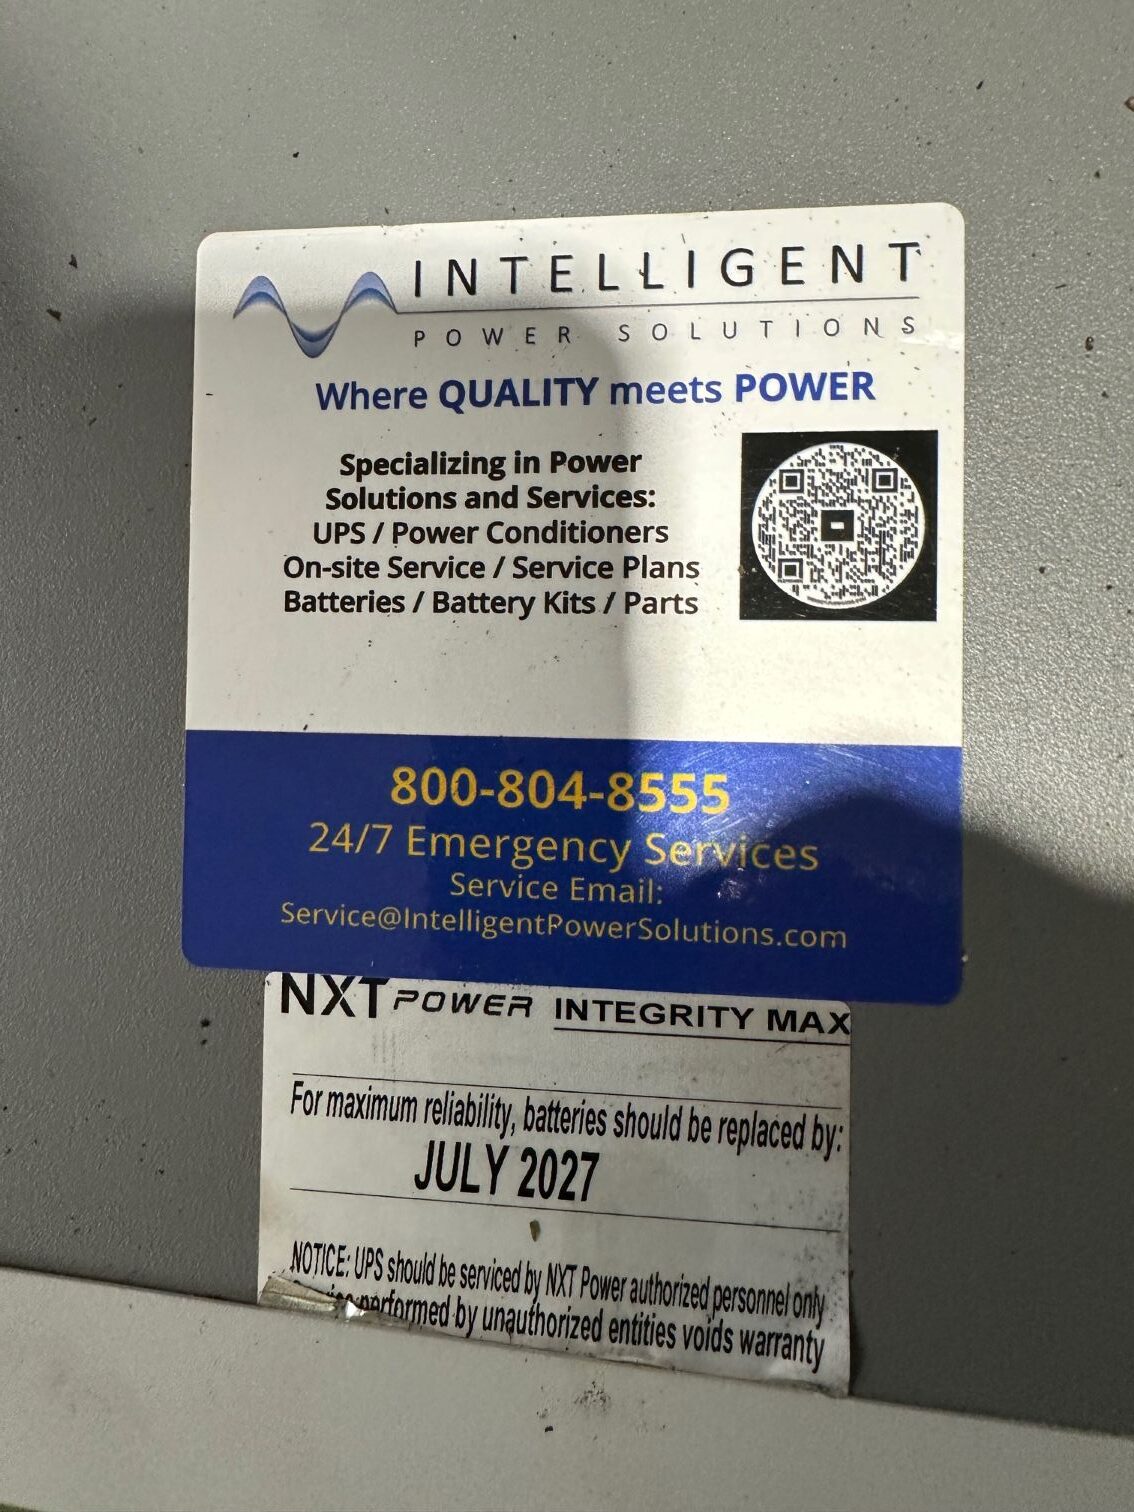 INTELLIGENT
POWER SOLUTIONS
Where QUALITY meets POWER
Specializing in Power
Solutions and Services:
UPS / Power Conditioners
On-site Service / Service Plans
Batteries / Battery Kits / Parts
800-804-8555
24/7 Emergency Services
Service Email:
Service@IntelligentPowerSolutions.com
NXT POWER INTEGRITY MAX
For maximum reliability, batteries should be replaced by:
JULY 2027
NOTICE: UPS should be serviced by NXT Power authorized personnel only
performed by unauthorized entities voids warranty